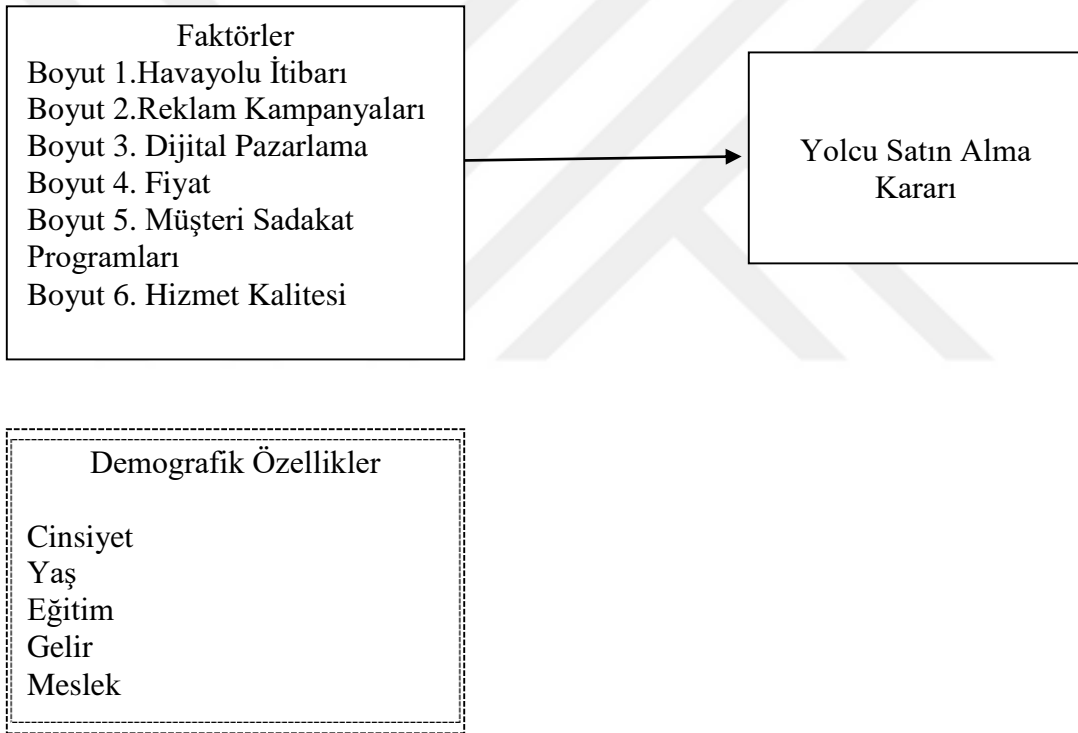 Faktörler
Boyut 1.Havayolu İtibarı
Boyut 2.Reklam Kampanyaları
Boyut 3. Dijital Pazarlama
Boyut 4. Fiyat
Boyut 5. Müşteri Sadakat
Programları
Boyut 6. Hizmet Kalitesi
Yolcu Satın Alma
Kararı
Demografik Özellikler
Cinsiyet
Yaş
Eğitim
Gelir
Meslek